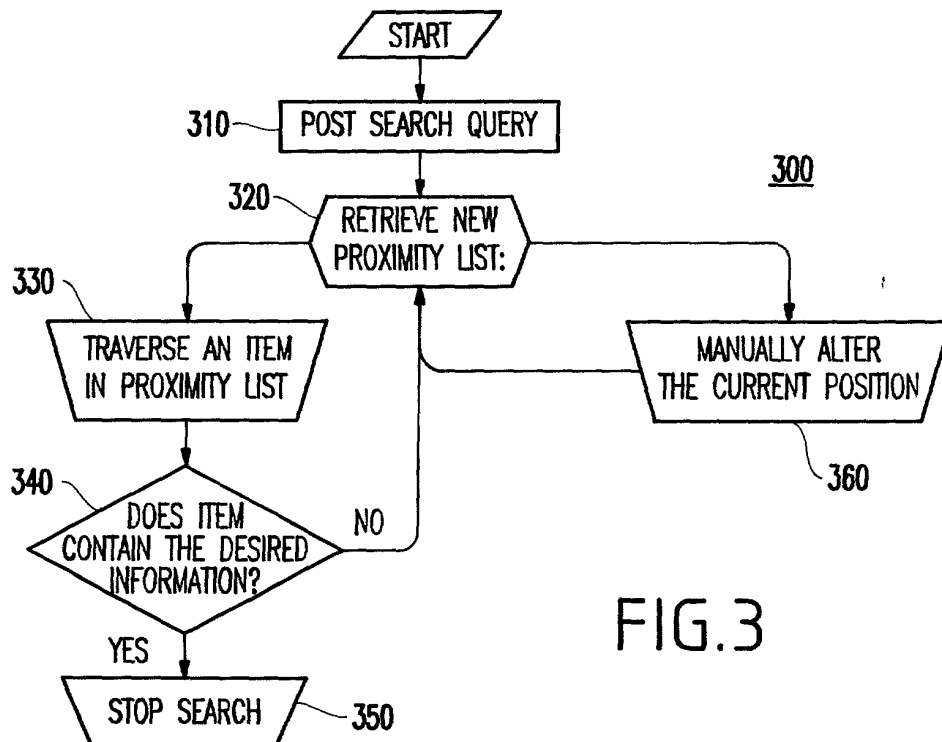 START
310
POST SEARCH QUERY
300
320
RETRIEVE NEW
PROXIMITY LIST:
330
TRAVERSE AN ITEM
IN PROXIMITY LIST
MANUALLY ALTER
THE CURRENT POSITION
360
340
DOES ITEM
CONTAIN THE DESIRED
INFORMATION?
NO
YES
STOP SEARCH
350
FIG.3